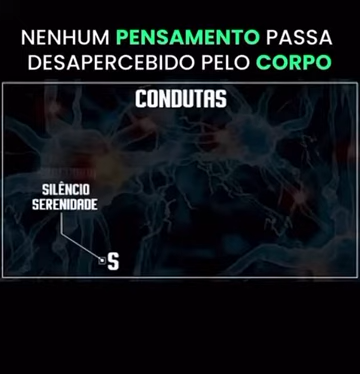 NENHUM PENSAMENTO PASSA
DESAPERCEBIDO PELO CORPO
CONDUTAS
SILÊNCIO
SERENIDADE
S